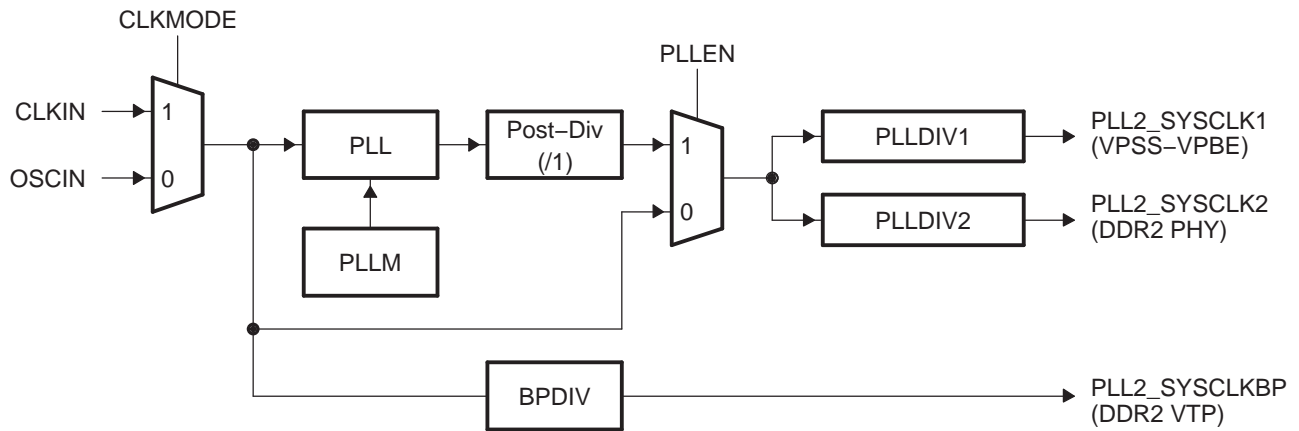 CLKMODE
PLLEN
CLKIN
1
OSCIN
0
PLL
Post–Div
(/1)
1
0
PLLM
PLLDIV1
PLL2_SYSCLK1
(VPSS–VPBE)
PLLDIV2
PLL2_SYSCLK2
(DDR2 PHY)
BPDIV
PLL2_SYSCLKBP
(DDR2 VTP)